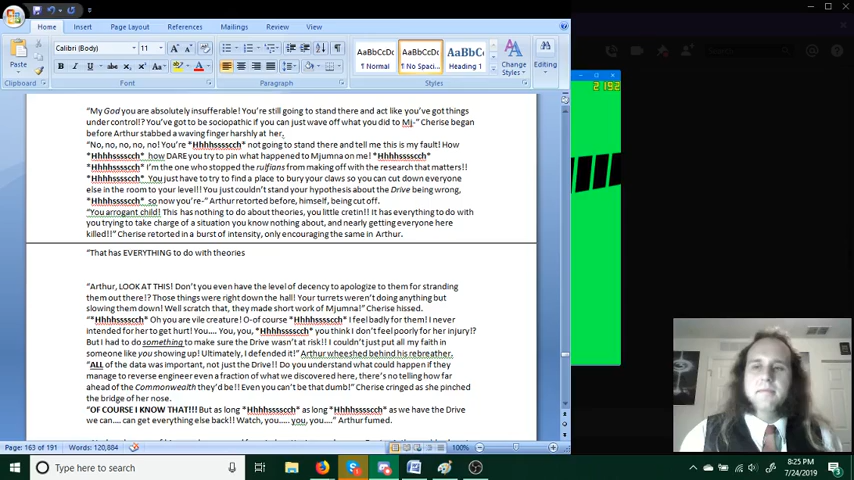 Home Insert Page Layout References Mailings Review View
Paste
Clipboard
Calibri (Body) 11
Font
Paragraph
AaBbCcDc AaBbCcDc AaBbCc
¶ Normal ¶ No Spaci... Heading 1
Change Styles
Styles
Editing
“My God you are absolutely insufferable! You’re still going to stand there and act like you’ve got things
under control!? You’ve got to be sociopathic if you can just wave off what you did to Mj-” Cherise began
before Arthur stabbed a waving finger harshly at her.
“No, no, no, no, no! You’re *Hhhhsssscch* not going to stand there and tell me this is my fault! How
*Hhhhsssscch* how DARE you try to pin what happened to Mjumna on me! *Hhhhsssscch*
*Hhhhsssscch* I’m the one who stopped the rulfians from making off with the research that matters!!
*Hhhhsssscch* You just have to try to find a place to bury your claws so you can cut down everyone
else in the room to your level!! You just couldn’t stand your hypothesis about the Drive being wrong,
*Hhhhsssscch* so now you’re-” Arthur retorted before, himself, being cut off.
“You arrogant child! This has nothing to do about theories, you little cretin!! It has everything to do with
you trying to take charge of a situation you know nothing about, and nearly getting everyone here
killed!!” Cherise retorted in a burst of intensity, only encouraging the same in Arthur.
“That has EVERYTHING to do with theories
“Arthur, LOOK AT THIS! Don’t you even have the level of decency to apologize to them for stranding
them out there!? Those things were right down the hall! Your turrets weren’t doing anything but
slowing them down! Well scratch that, they made short work of Mjumna!” Cherise hissed.
“*Hhhhsssscch* Oh you are vile creature! O-of course *Hhhhsssscch* I feel badly for them! I never
intended for her to get hurt! You…. You, you, *Hhhhsssscch* you think I don’t feel poorly for her injury!?
But I had to do something to make sure the Drive wasn’t at risk!! I couldn’t just put all my faith in
someone like you showing up! Ultimately, I defended it!” Arthur wheeshed behind his rebreather.
“ALL of the data was important, not just the Drive!! Do you understand what could happen if they
manage to reverse engineer even a fraction of what we discovered here, there’s no telling how far
ahead of the Commonwealth they’d be!! Even you can’t be that dumb!” Cherise cringed as she pinched
the bridge of her nose.
“OF COURSE I KNOW THAT!!! But as long *Hhhhsssscch* as long *Hhhhsssscch* as we have the Drive
we can…. can get everything else back!! Watch, you….. you, you….” Arthur fumed.
Page: 163 of 191 Words: 120,884
100%
Type here to search
8:25 PM
7/24/2019